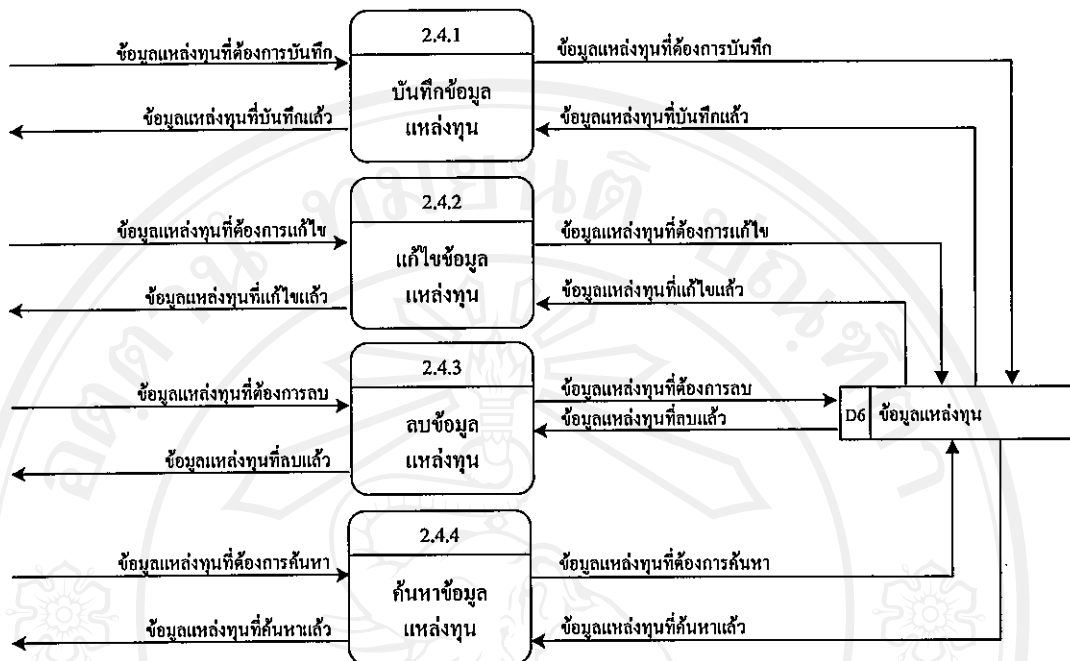 2.4.1
ข้อมูลแหล่งทุนที่ต้องการบันทึก
ข้อมูลแหล่งทุนที่ต้องการบันทึก
บันทึกข้อมูล
แหล่งทุน
ข้อมูลแหล่งทุนที่บันทึกแล้ว
ข้อมูลแหล่งทุนที่บันทึกแล้ว
2.4.2
ข้อมูลแหล่งทุนที่ต้องการแก้ไข
ข้อมูลแหล่งทุนที่ต้องการแก้ไข
แก้ไขข้อมูล
แหล่งทุน
ข้อมูลแหล่งทุนที่แก้ไขแล้ว
ข้อมูลแหล่งทุนที่แก้ไขแล้ว
2.4.3
ข้อมูลแหล่งทุนที่ต้องการลบ
ข้อมูลแหล่งทุนที่ต้องการลบ
ลบข้อมูล
แหล่งทุน
ข้อมูลแหล่งทุนที่ลบแล้ว
ข้อมูลแหล่งทุนที่ลบแล้ว
D6 ข้อมูลแหล่งทุน
2.4.4
ข้อมูลแหล่งทุนที่ต้องการค้นหา
ข้อมูลแหล่งทุนที่ต้องการค้นหา
ค้นหาข้อมูล
แหล่งทุน
ข้อมูลแหล่งทุนที่ค้นหาแล้ว
ข้อมูลแหล่งทุนที่ค้นหาแล้ว